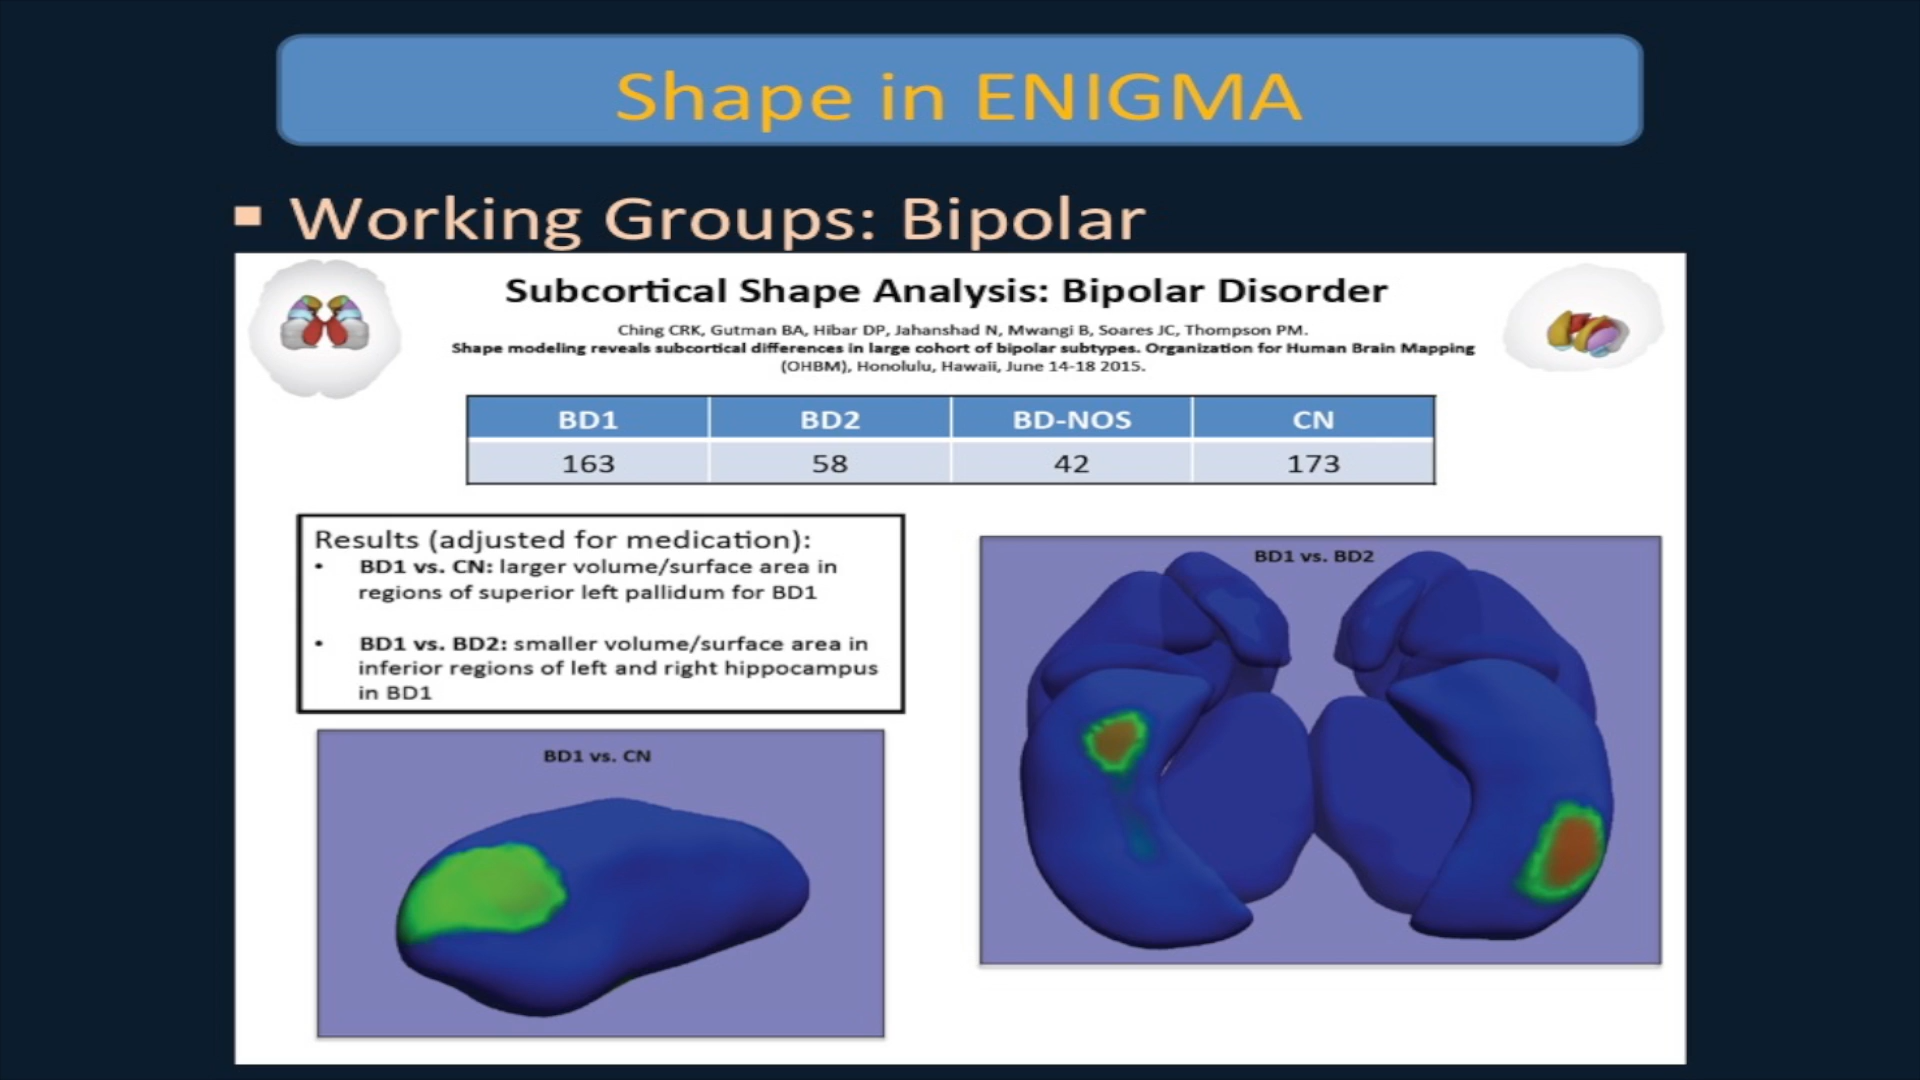 Shape in ENIGMA
Working Groups: Bipolar
Subcortical Shape Analysis: Bipolar Disorder
Ching CRK, Gutman BA, Hibar DP, Jahanshad N, Mwangi B, Soares JC, Thompson PM.
Shape modeling reveals subcortical differences in large cohort of bipolar subtypes. Organization for Human Brain Mapping
(OHBM), Honolulu, Hawaii, June 14-18 2015.
BD1 BD2 BD-NOS CN
163 58 42 173
Results (adjusted for medication):
• BD1 vs. CN: larger volume/surface area in
regions of superior left pallidum for BD1
• BD1 vs. BD2: smaller volume/surface area in
inferior regions of left and right hippocampus
in BD1
BD1 vs. CN
BD1 vs. BD2